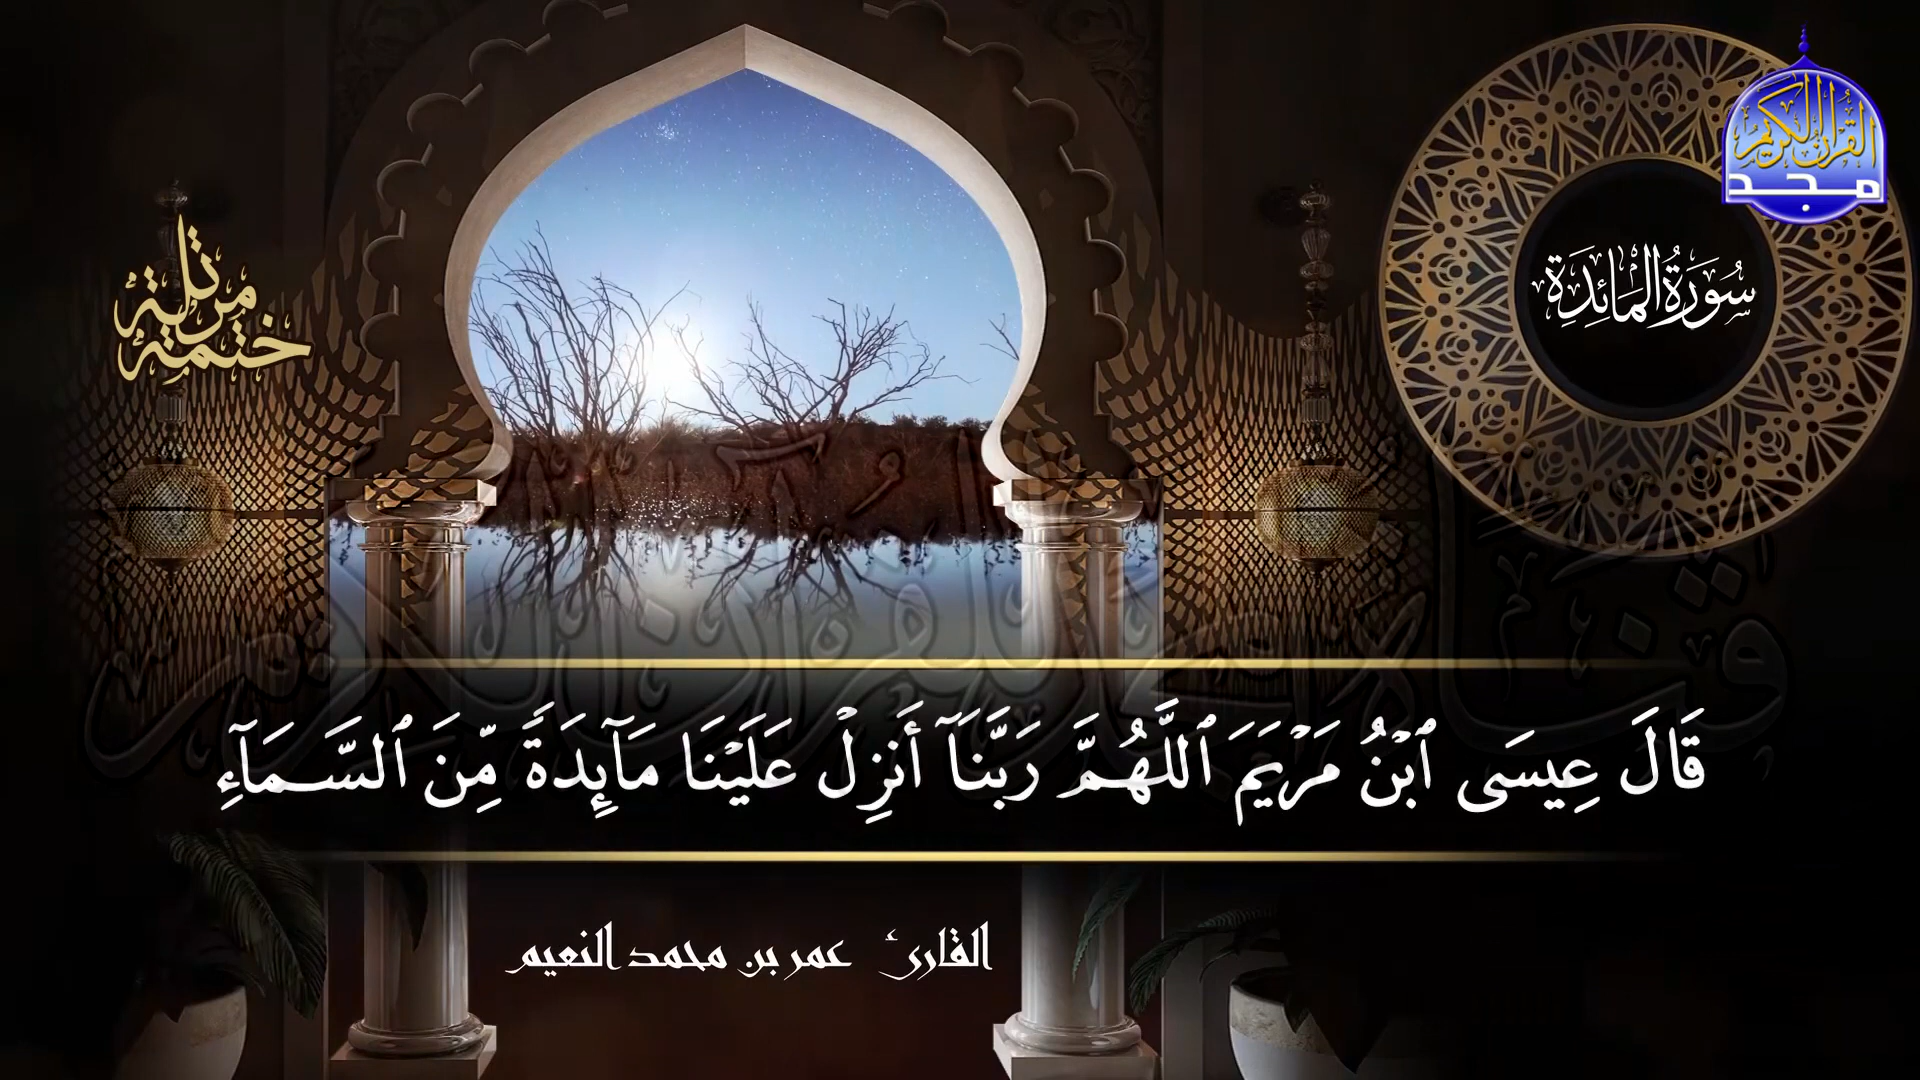 القرآن الكريم
مجد
سُورَةُ المَائِدَةِ
ختمة
مرتلة
قَالَ عِيسَى ٱبْنُ مَرْيَمَ ٱللَّهُمَّ رَبَّنَآ أَنزِلْ عَلَيْنَا مَآئِدَةً مِّنَ ٱلسَّمَآءِ
القارئ عمر بن محمد النعيم